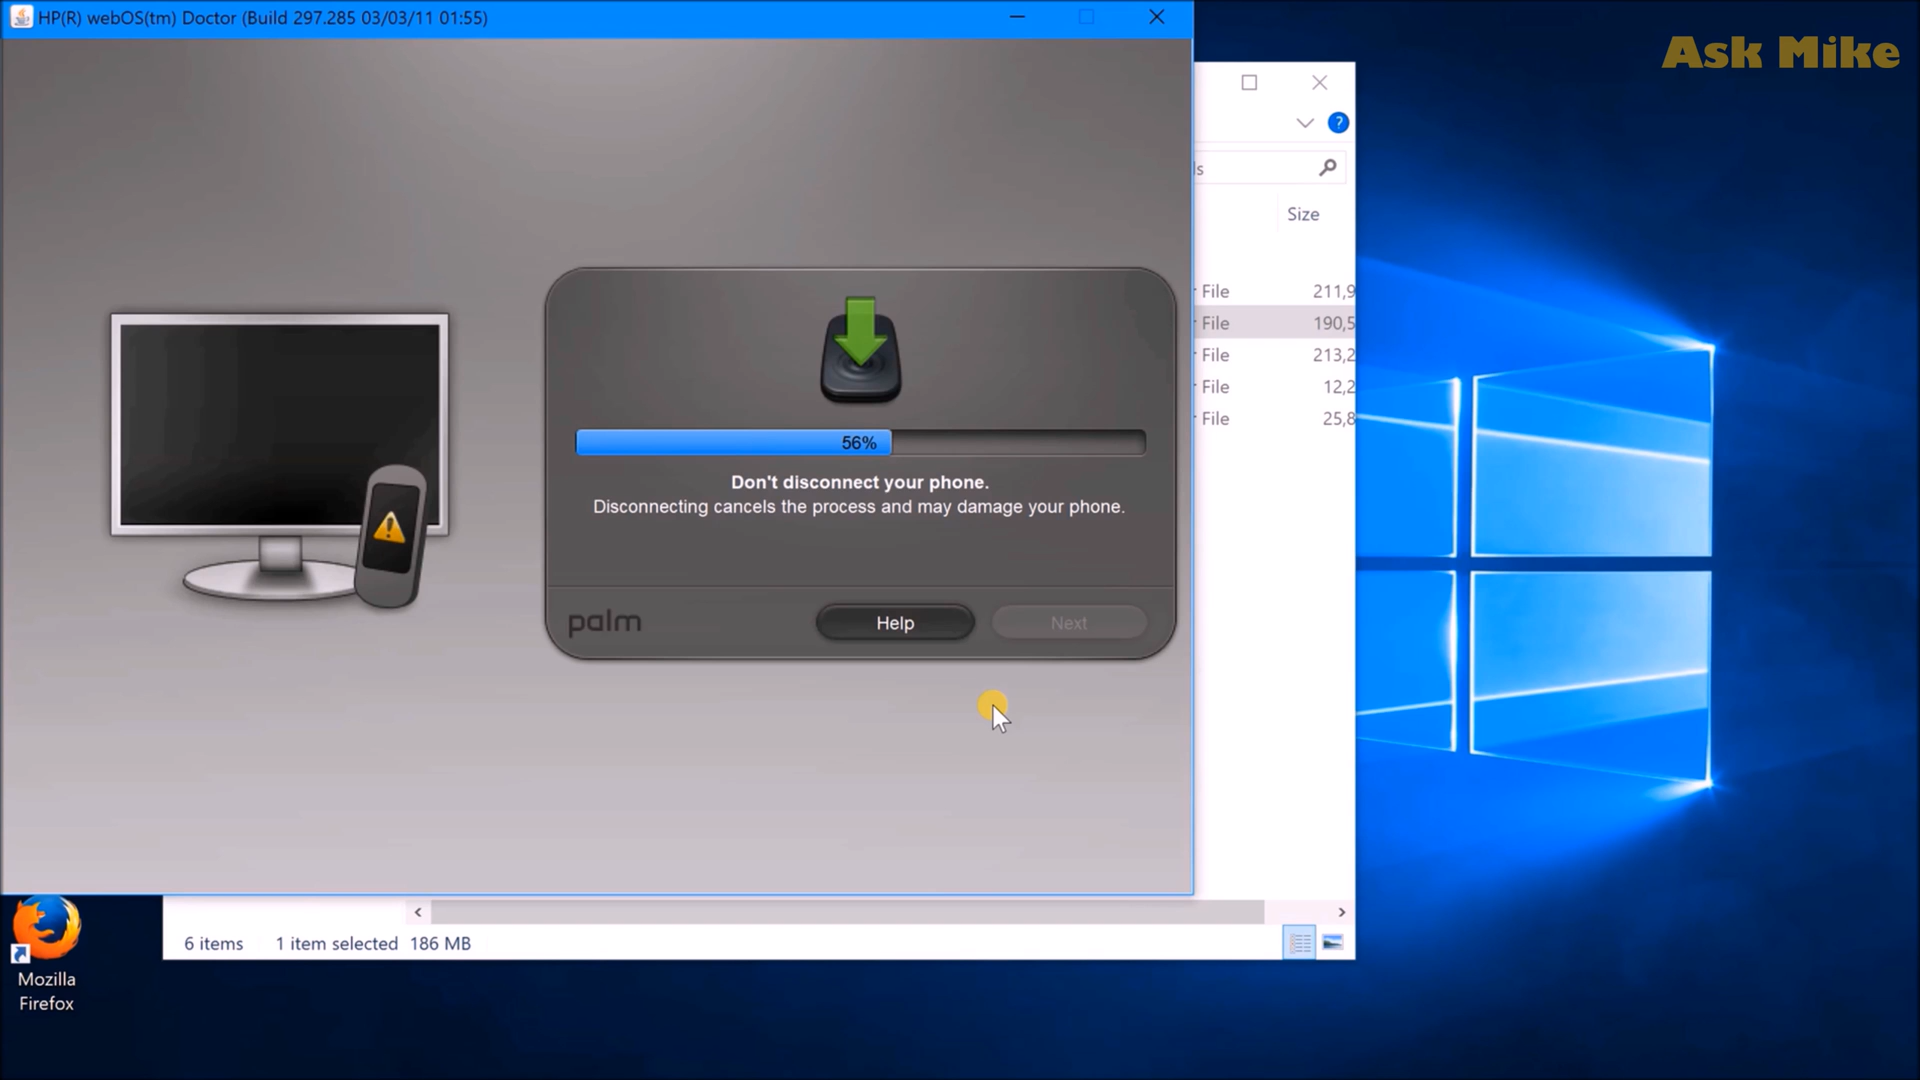 HP(R) webOS(tm) Doctor (Build 297.285 03/03/11 01:55)
Ask Mike
Size
File 211,9
File 190,5
File 213,2
File 12,2
File 25,8
56%
Don't disconnect your phone.
Disconnecting cancels the process and may damage your phone.
palm
Help
Next
6 items 1 item selected 186 MB
Mozilla
Firefox